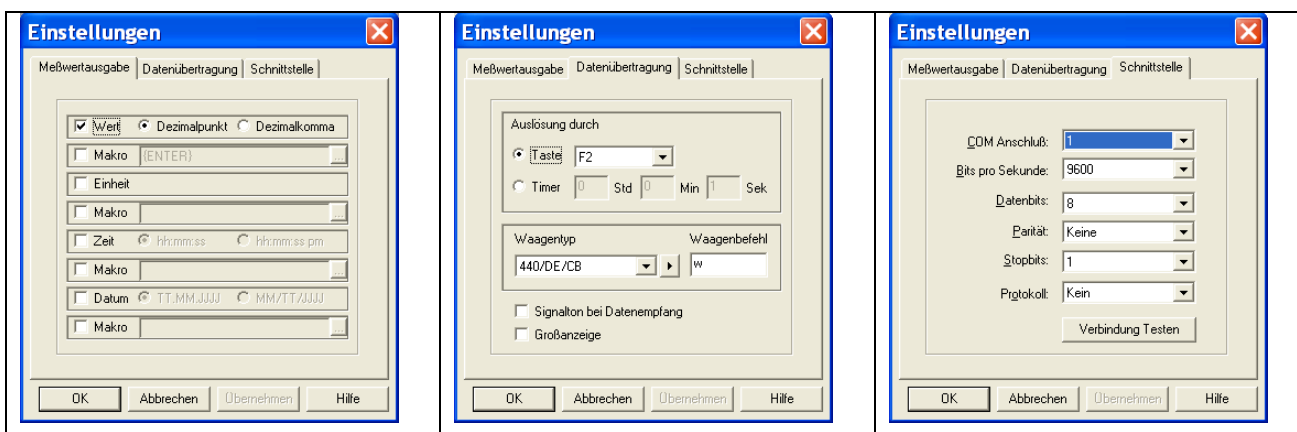 Einstellungen
Meßwertausgabe Datenübertragung Schnittstelle
Wert Dezimalpunkt Dezimalkomma
Makro {ENTER} ...
Einheit
Makro ...
Zeit hh:mm:ss hh:mm:ss pm
Makro ...
Datum TT.MM.JJJJ MM/TT/JJJJ
Makro ...
OK Abbrechen Übernehmen Hilfe
Einstellungen
Meßwertausgabe Datenübertragung Schnittstelle
Auslösung durch
Taste F2
Timer 0 Std 0 Min 1 Sek
Waagentyp Waagenbefehl
440/DE/CB w
Signalton bei Datenempfang
Großanzeige
OK Abbrechen Übernehmen Hilfe
Einstellungen
Meßwertausgabe Datenübertragung Schnittstelle
COM Anschluß: 1
Bits pro Sekunde: 9600
Datenbits: 8
Parität: Keine
Stopbits: 1
Protokoll: Kein
Verbindung Testen
OK Abbrechen Übernehmen Hilfe